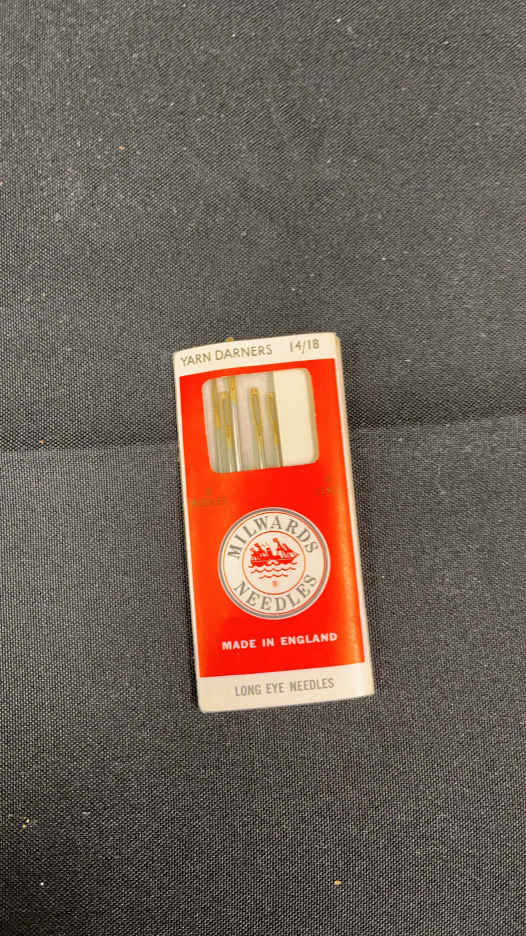 YARN DARNERS 14/18
MILWARDS
NEEDLES
MADE IN ENGLAND
LONG EYE NEEDLES